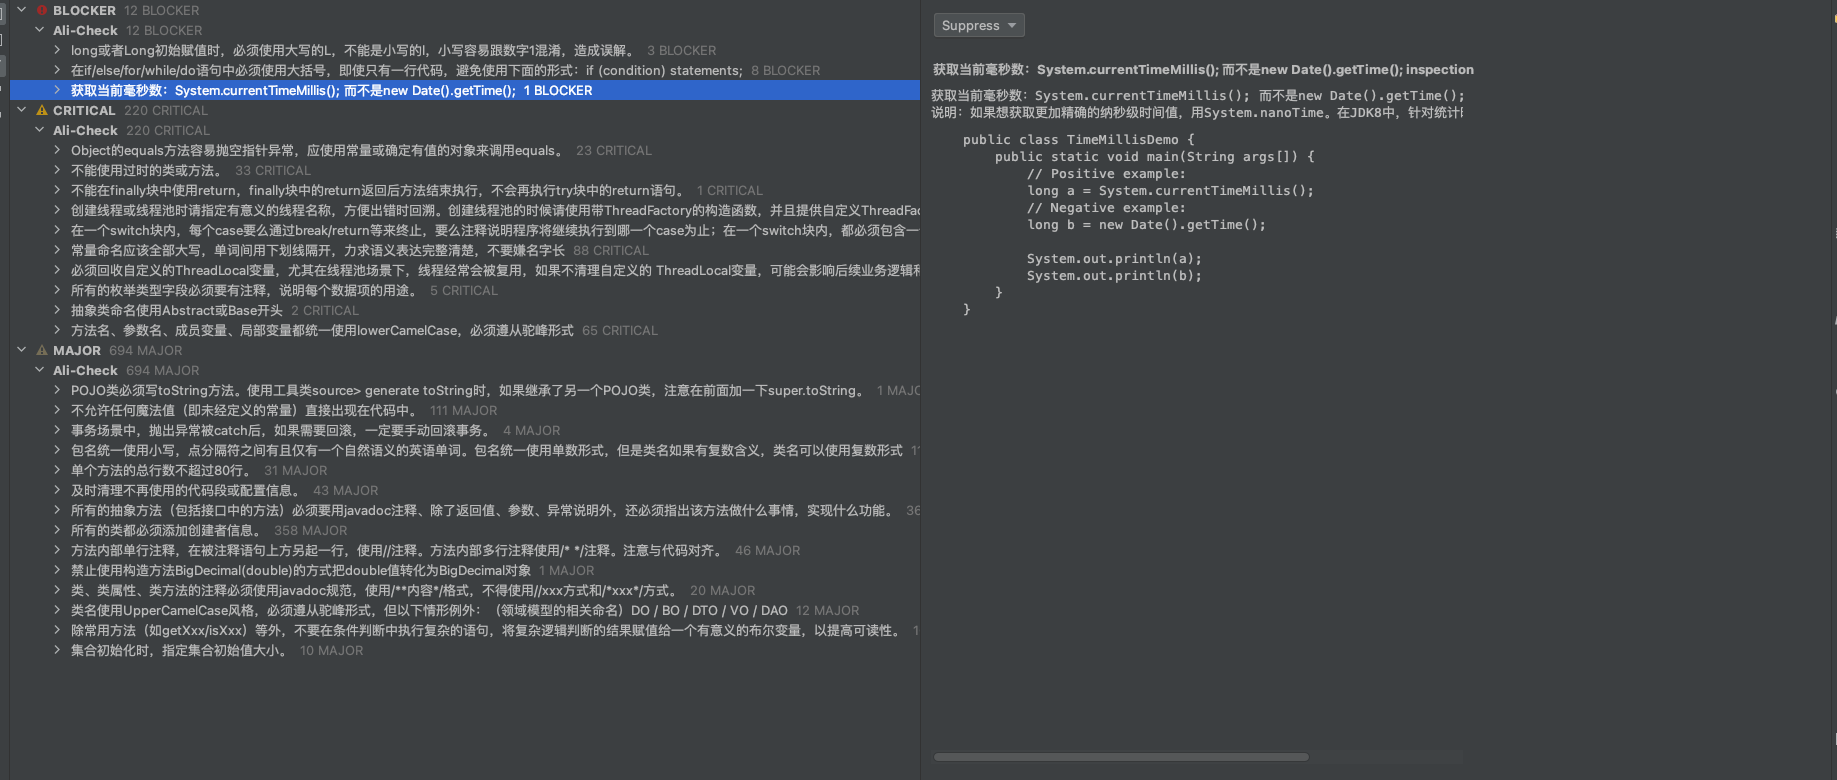 BLOCKER 12 BLOCKER
Ali-Check 12 BLOCKER
long或者Long初始赋值时，必须使用大写的L，不能是小写的l，小写容易跟数字1混淆，造成误解。 3 BLOCKER
在if/else/for/while/do语句中必须使用大括号，即使只有一行代码，避免使用下面的形式：if (condition) statements; 8 BLOCKER
获取当前毫秒数：System.currentTimeMillis(); 而不是new Date().getTime(); 1 BLOCKER
CRITICAL 220 CRITICAL
Ali-Check 220 CRITICAL
Object的equals方法容易抛空指针异常，应使用常量或确定有值的对象来调用equals。 23 CRITICAL
不能使用过时的类或方法。 33 CRITICAL
不能在finally块中使用return，finally块中的return返回后方法结束执行，不会再执行try块中的return语句。 1 CRITICAL
创建线程或线程池时请指定有意义的线程名称，方便出错时回溯。创建线程池的时候请使用带ThreadFactory的构造函数，并且提供自定义ThreadFac
在一个switch块内，每个case要么通过break/return等来终止，要么注释说明程序将继续执行到哪一个case为止；在一个switch块内，都必须包含一
常量命名应该全部大写，单词间用下划线隔开，力求语义表达完整清楚，不要嫌名字长 88 CRITICAL
必须回收自定义的ThreadLocal变量，尤其在线程池场景下，线程经常会被复用，如果不清理自定义的 ThreadLocal变量，可能会影响后续业务逻辑和
所有的枚举类型字段必须要有注释，说明每个数据项的用途。 5 CRITICAL
抽象类命名使用Abstract或Base开头 2 CRITICAL
方法名、参数名、成员变量、局部变量都统一使用lowerCamelCase，必须遵从驼峰形式 65 CRITICAL
MAJOR 694 MAJOR
Ali-Check 694 MAJOR
POJO类必须写toString方法。使用工具类source> generate toString时，如果继承了另一个POJO类，注意在前面加一下super.toString。 1 MAJO
不允许任何魔法值（即未经定义的常量）直接出现在代码中。 111 MAJOR
事务场景中，抛出异常被catch后，如果需要回滚，一定要手动回滚事务。 4 MAJOR
包名统一使用小写，点分隔符之间有且仅有一个自然语义的英语单词。包名统一使用单数形式，但是类名如果有复数含义，类名可以使用复数形式 11
单个方法的总行数不超过80行。 31 MAJOR
及时清理不再使用的代码段或配置信息。 43 MAJOR
所有的抽象方法（包括接口中的方法）必须要用javadoc注释、除了返回值、参数、异常说明外，还必须指出该方法做什么事情，实现什么功能。 36
所有的类都必须添加创建者信息。 358 MAJOR
方法内部单行注释，在被注释语句上方另起一行，使用//注释。方法内部多行注释使用/* */注释。注意与代码对齐。 46 MAJOR
禁止使用构造方法BigDecimal(double)的方式把double值转化为BigDecimal对象 1 MAJOR
类、类属性、类方法的注释必须使用javadoc规范，使用/**内容*/格式，不得使用//xxx方式和/*xxx*/方式。 20 MAJOR
类名使用UpperCamelCase风格，必须遵从驼峰形式，但以下情形例外：（领域模型的相关命名）DO / BO / DTO / VO / DAO 12 MAJOR
除常用方法（如getXxx/isXxx）等外，不要在条件判断中执行复杂的语句，将复杂逻辑判断的结果赋值给一个有意义的布尔变量，以提高可读性。 1
集合初始化时，指定集合初始值大小。 10 MAJOR
Suppress
获取当前毫秒数：System.currentTimeMillis(); 而不是new Date().getTime(); inspection
获取当前毫秒数：System.currentTimeMillis(); 而不是new Date().getTime();
说明：如果想获取更加精确的纳秒级时间值，用System.nanoTime。在JDK8中，针对统计
public class TimeMillisDemo {
public static void main(String args[]) {
// Positive example:
long a = System.currentTimeMillis();
// Negative example:
long b = new Date().getTime();
System.out.println(a);
System.out.println(b);
}
}